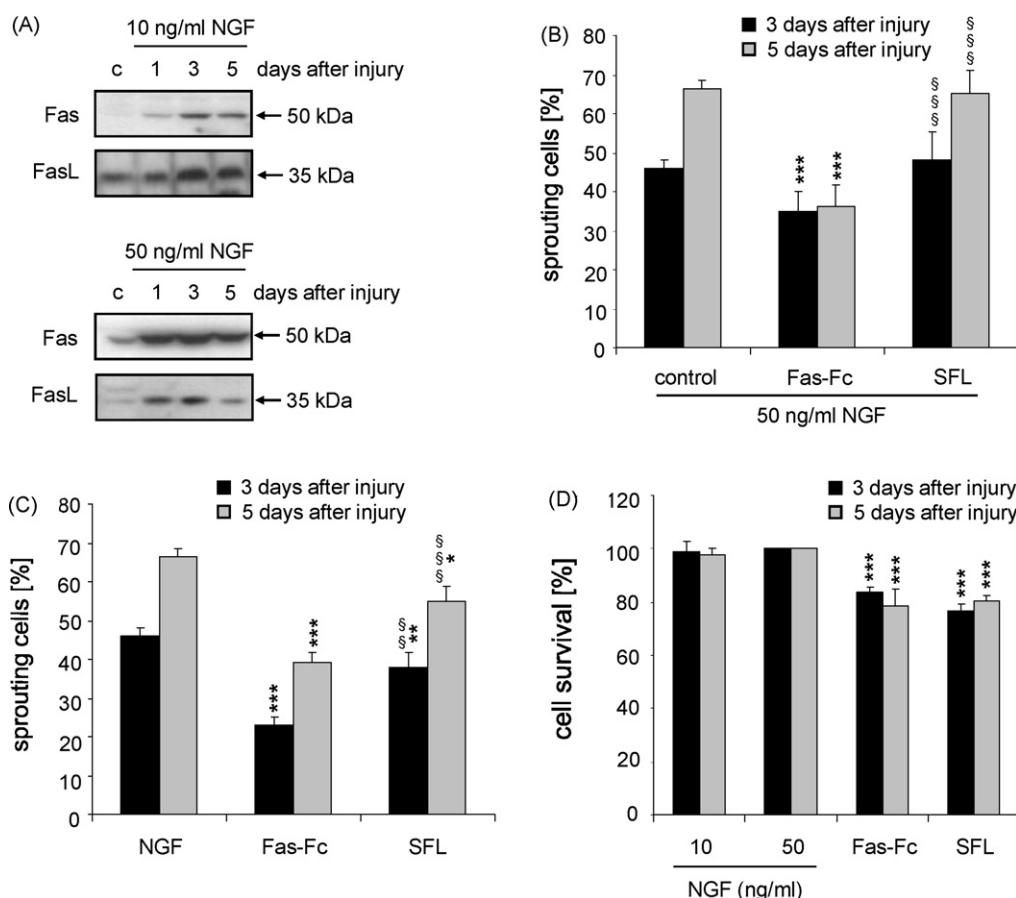 (A)
10 ng/ml NGF
c 1 3 5 days after injury
Fas 50 kDa
FasL 35 kDa
50 ng/ml NGF
c 1 3 5 days after injury
Fas 50 kDa
FasL 35 kDa
(B)
3 days after injury
5 days after injury
sprouting cells [%]
80
70
60
50
40
30
20
10
0
***
***
§§§
§§§
control Fas-Fc SFL
50 ng/ml NGF
(C)
3 days after injury
5 days after injury
sprouting cells [%]
80
70
60
50
40
30
20
10
0
***
***
§§ **
§§§ *
NGF Fas-Fc SFL
(D)
3 days after injury
5 days after injury
cell survival [%]
120
100
80
60
40
20
0
***
***
***
***
10 50 Fas-Fc SFL
NGF (ng/ml)